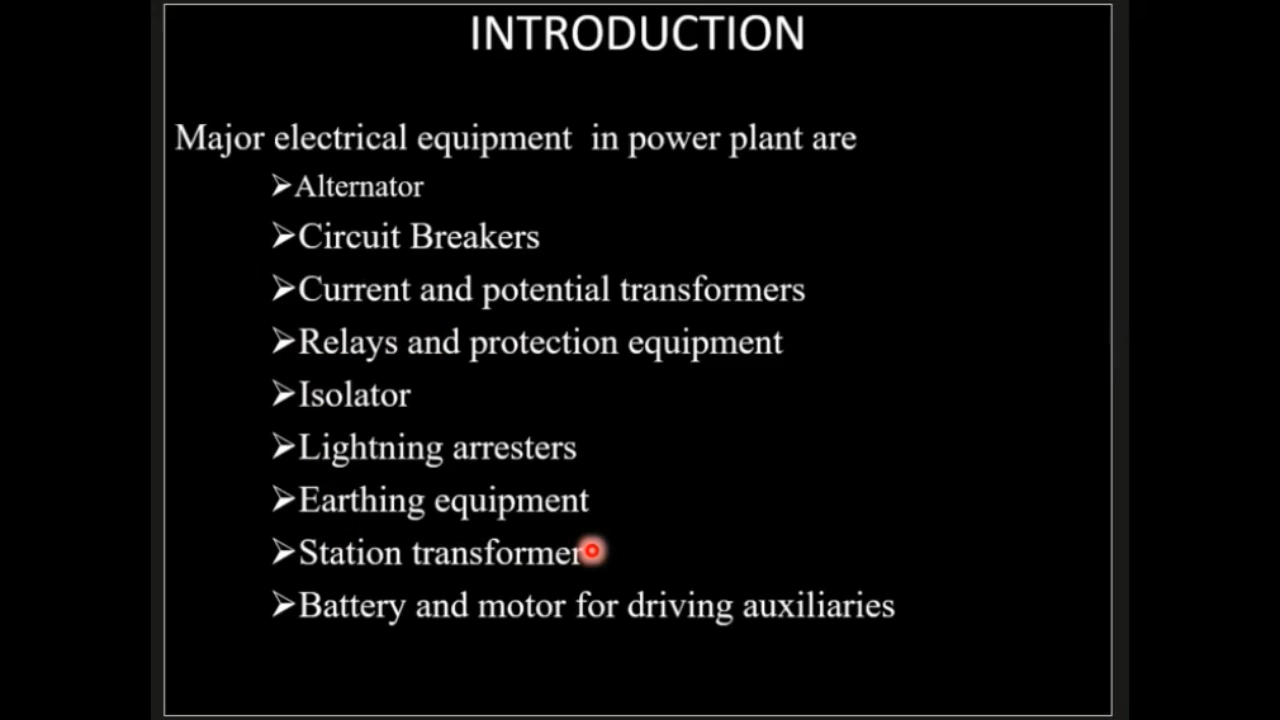 INTRODUCTION
Major electrical equipment in power plant are
➢Alternator
➢Circuit Breakers
➢Current and potential transformers
➢Relays and protection equipment
➢Isolator
➢Lightning arresters
➢Earthing equipment
➢Station transformer
➢Battery and motor for driving auxiliaries